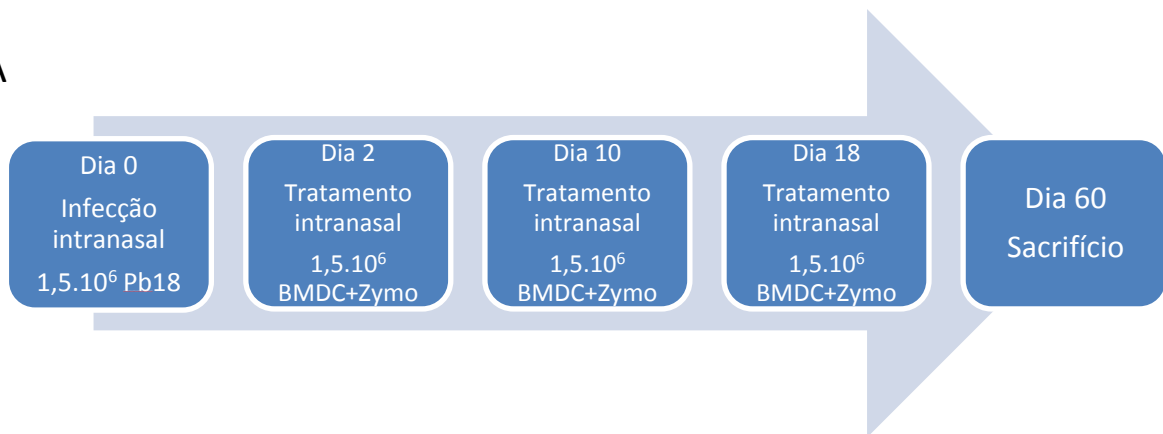 A
Dia 0
Infecção
intranasal
1,5.10⁶ Pb18
Dia 2
Tratamento
intranasal
1,5.10⁶
BMDC+Zymo
Dia 10
Tratamento
intranasal
1,5.10⁶
BMDC+Zymo
Dia 18
Tratamento
intranasal
1,5.10⁶
BMDC+Zymo
Dia 60
Sacrifício